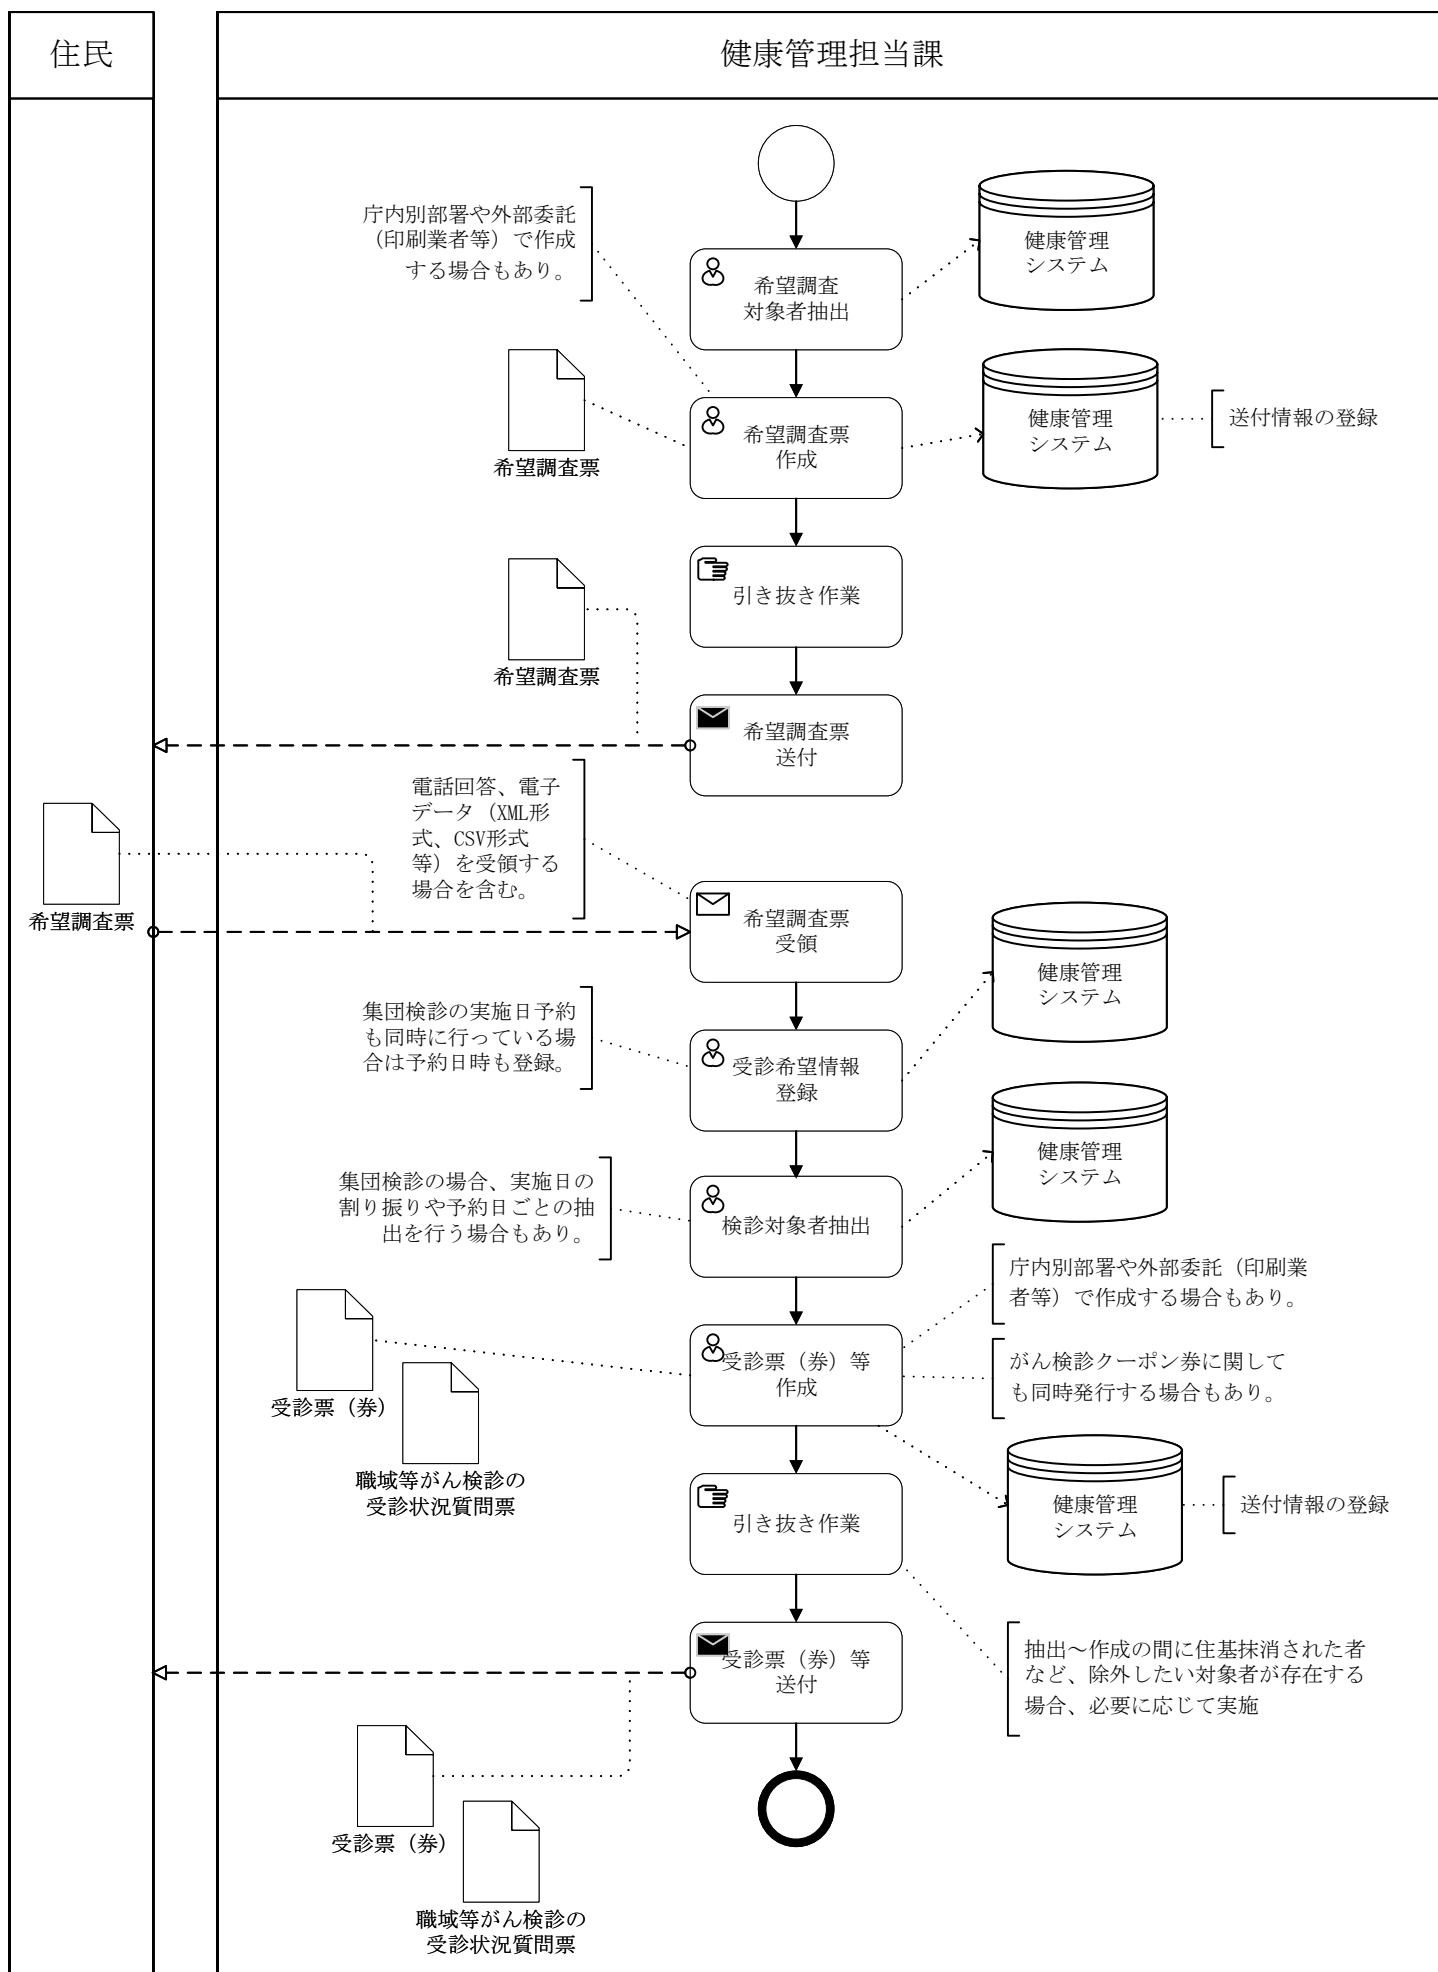 住民
健康管理担当課
庁内別部署や外部委託
（印刷業者等）で作成
する場合もあり。
希望調査
対象者抽出
健康管理
システム
希望調査票
希望調査票
作成
健康管理
システム
送付情報の登録
引き抜き作業
希望調査票
希望調査票
送付
電話回答、電子
データ（XML形
式、CSV形式
等）を受領する
場合を含む。
希望調査票
希望調査票
受領
健康管理
システム
集団検診の実施日予約
も同時に行っている場
合は予約日時も登録。
受診希望情報
登録
健康管理
システム
集団検診の場合、実施日の
割り振りや予約日ごとの抽
出を行う場合もあり。
検診対象者抽出
庁内別部署や外部委託（印刷業
者等）で作成する場合もあり。
受診票（券）
受診票（券）等
作成
がん検診クーポン券に関して
も同時発行する場合もあり。
職域等がん検診の
受診状況質問票
健康管理
システム
送付情報の登録
引き抜き作業
抽出～作成の間に住基抹消された者
など、除外したい対象者が存在する
場合、必要に応じて実施
受診票（券）等
送付
受診票（券）
職域等がん検診の
受診状況質問票